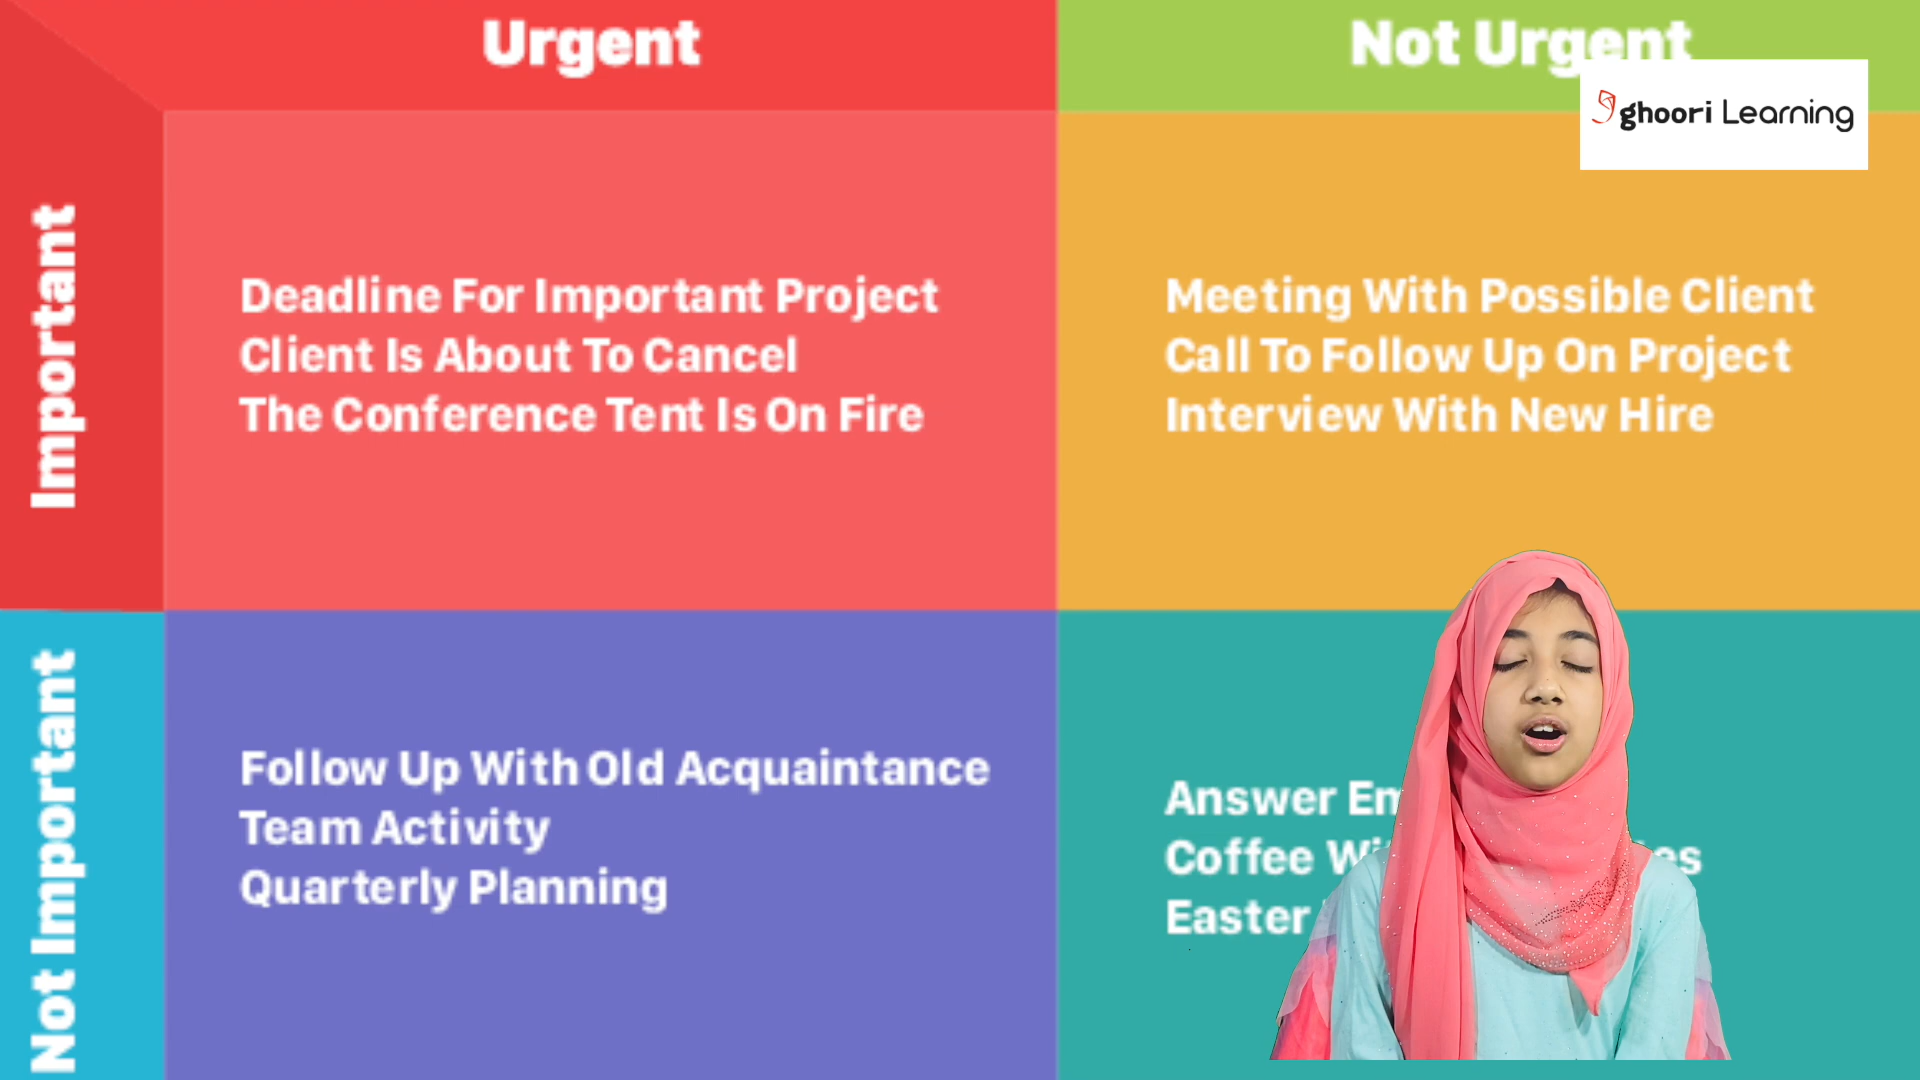 Urgent
Not Urgent
ghoori Learning
Important
Deadline For Important Project
Client Is About To Cancel
The Conference Tent Is On Fire
Meeting With Possible Client
Call To Follow Up On Project
Interview With New Hire
Not Important
Follow Up With Old Acquaintance
Team Activity
Quarterly Planning
Answer
Coffee
Easter